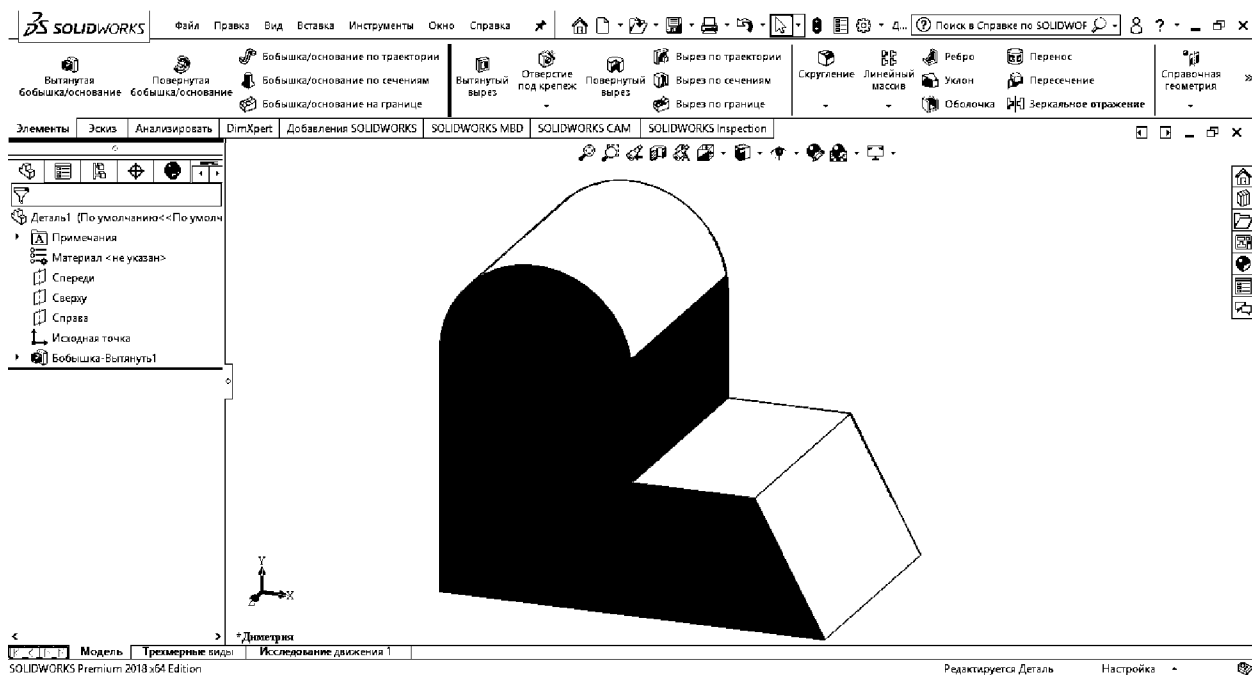 SOLIDWORKS Файл Правка Вид Вставка Инструменты Окно Справка Д... Поиск в Справке по SOLIDWOF ?
Вытянутая бобышка/основание
Повернутая бобышка/основание
Бобышка/основание по траектории
Бобышка/основание по сечениям
Бобышка/основание на границе
Вытянутый вырез
Отверстие под крепеж
Повернутый вырез
Вырез по траектории
Вырез по сечениям
Вырез по границе
Скругление
Линейный массив
Ребро
Уклон
Оболочка
Перенос
Пересечение
Зеркальное отражение
Справочная геометрия
Элементы Эскиз Анализировать DimXpert Добавления SOLIDWORKS SOLIDWORKS MBD SOLIDWORKS CAM SOLIDWORKS Inspection
Деталь1 (По умолчанию<<По умолч
Примечания
Материал <не указан>
Спереди
Сверху
Справа
Исходная точка
Бобышка-Вытянуть1
Y
Z X
*Диметрия
Модель Трехмерные виды Исследование движения 1
SOLIDWORKS Premium 2018 x64 Edition Редактируется Деталь Настройка